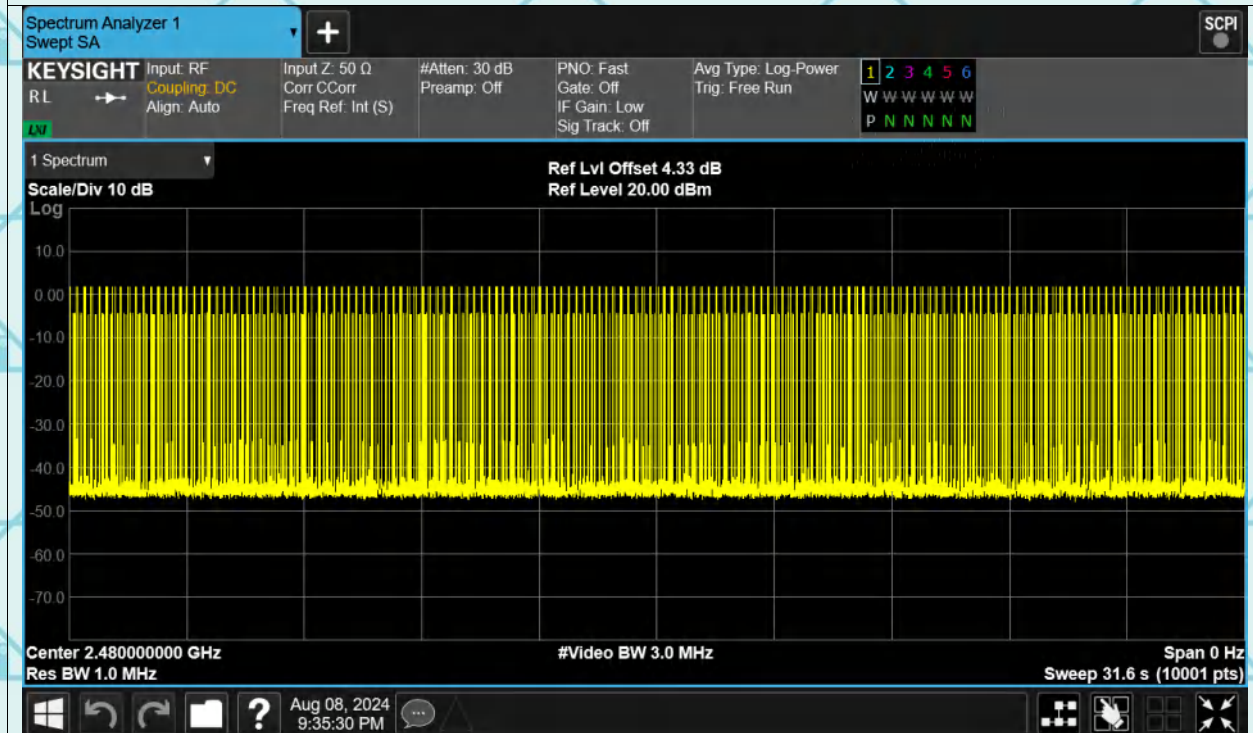 Spectrum Analyzer 1
Swept SA
+
SCPI
KEYSIGHT
RL
LXI
Input: RF
Coupling: DC
Align: Auto
Input Z: 50 Ω
Corr CCorr
Freq Ref: Int (S)
#Atten: 30 dB
Preamp: Off
PNO: Fast
Gate: Off
IF Gain: Low
Sig Track: Off
Avg Type: Log-Power
Trig: Free Run
1 2 3 4 5 6
W W W W W W
P N N N N N
1 Spectrum
Scale/Div 10 dB
Ref Lvl Offset 4.33 dB
Ref Level 20.00 dBm
Log
10.0
0.00
-10.0
-20.0
-30.0
-40.0
-50.0
-60.0
-70.0
Center 2.480000000 GHz
#Video BW 3.0 MHz
Span 0 Hz
Res BW 1.0 MHz
Sweep 31.6 s (10001 pts)
?
Aug 08, 2024
9:35:30 PM